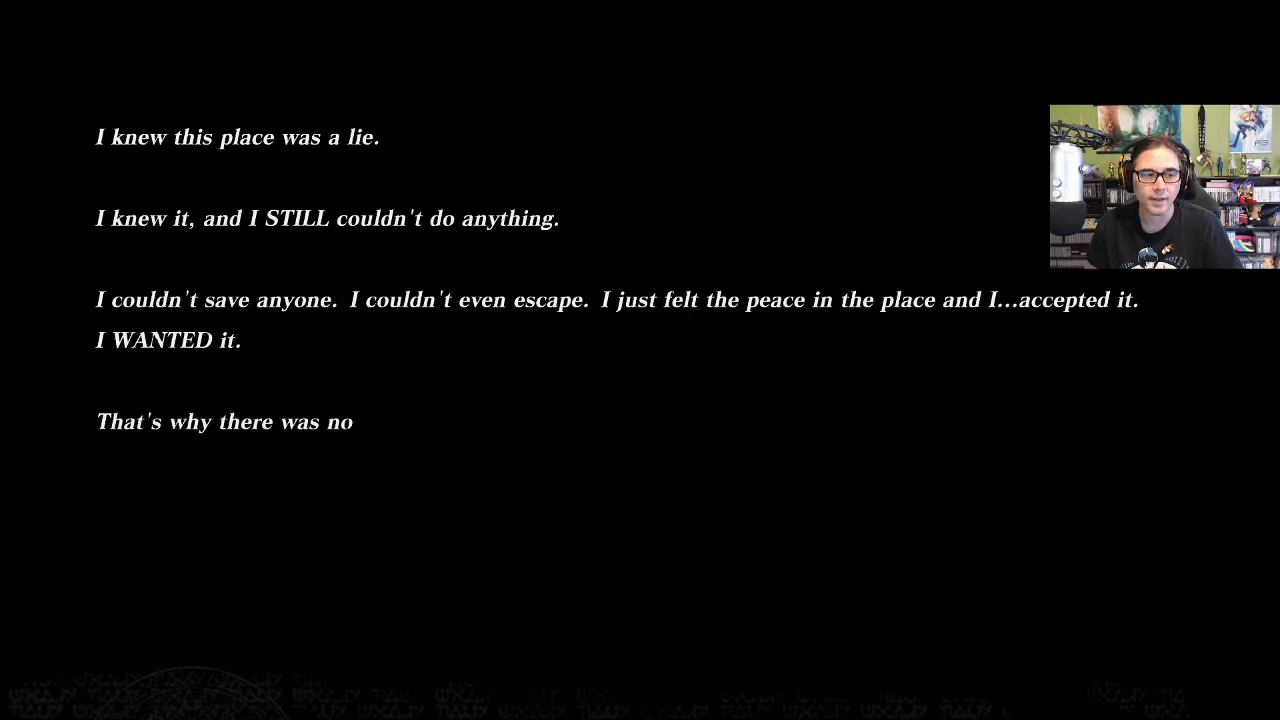 I knew this place was a lie.
I knew it, and I STILL couldn't do anything.
I couldn't save anyone. I couldn't even escape. I just felt the peace in the place and I...accepted it.
I WANTED it.
That's why there was no